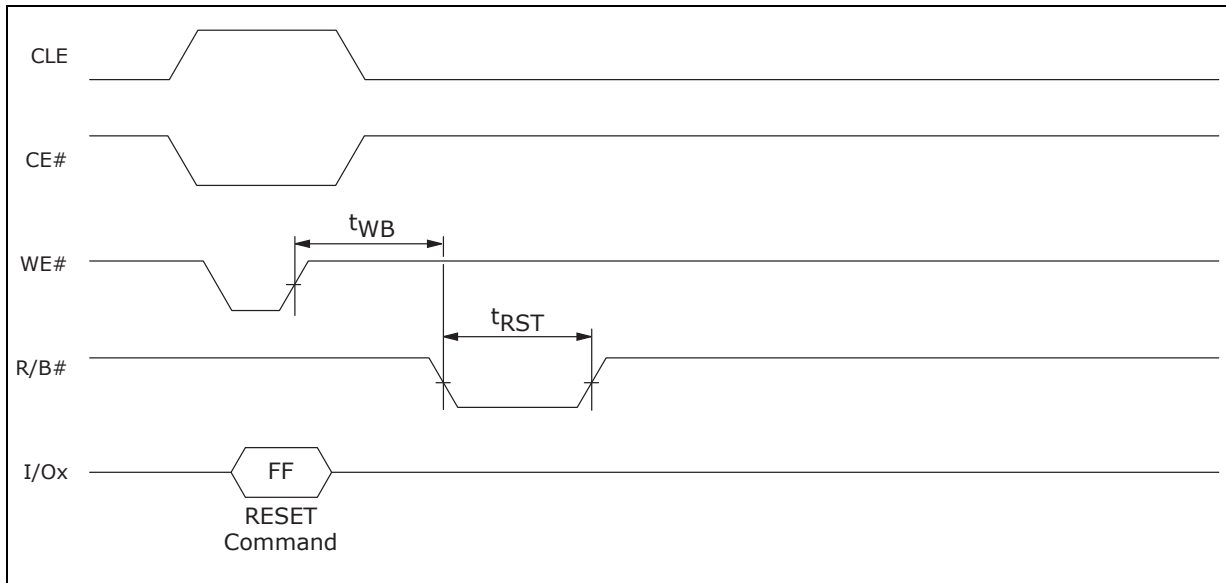 CLE
CE#
tWB
WE#
tRST
R/B#
I/Ox
FF
RESET
Command